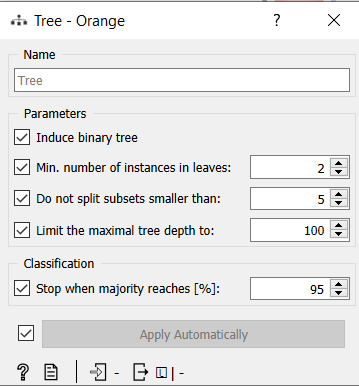 Tree - Orange
?
Name
Tree
Parameters
Induce binary tree
Min. number of instances in leaves: 2
Do not split subsets smaller than: 5
Limit the maximal tree depth to: 100
Classification
Stop when majority reaches [%]: 95
Apply Automatically
? | - | -